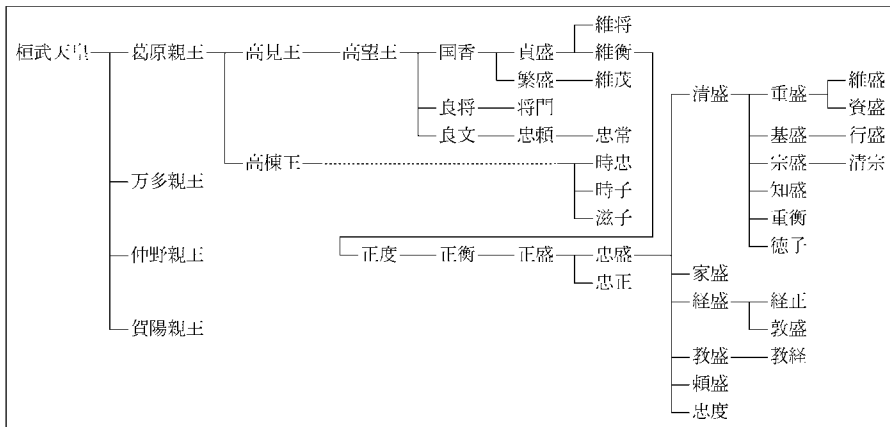 維将
桓武天皇 葛原親王 高見王 高望王 国香 貞盛 維衡
繁盛 維茂 維盛
清盛 重盛
良将 将門 資盛
良文 忠頼 忠常 基盛 行盛
高棟王 時忠 宗盛 清宗
万多親王 時子 知盛
滋子 重衡
徳子
仲野親王 正度 正衡 正盛 忠盛
家盛
忠正
経盛 経正
賀陽親王 敦盛
教盛 教経
頼盛
忠度